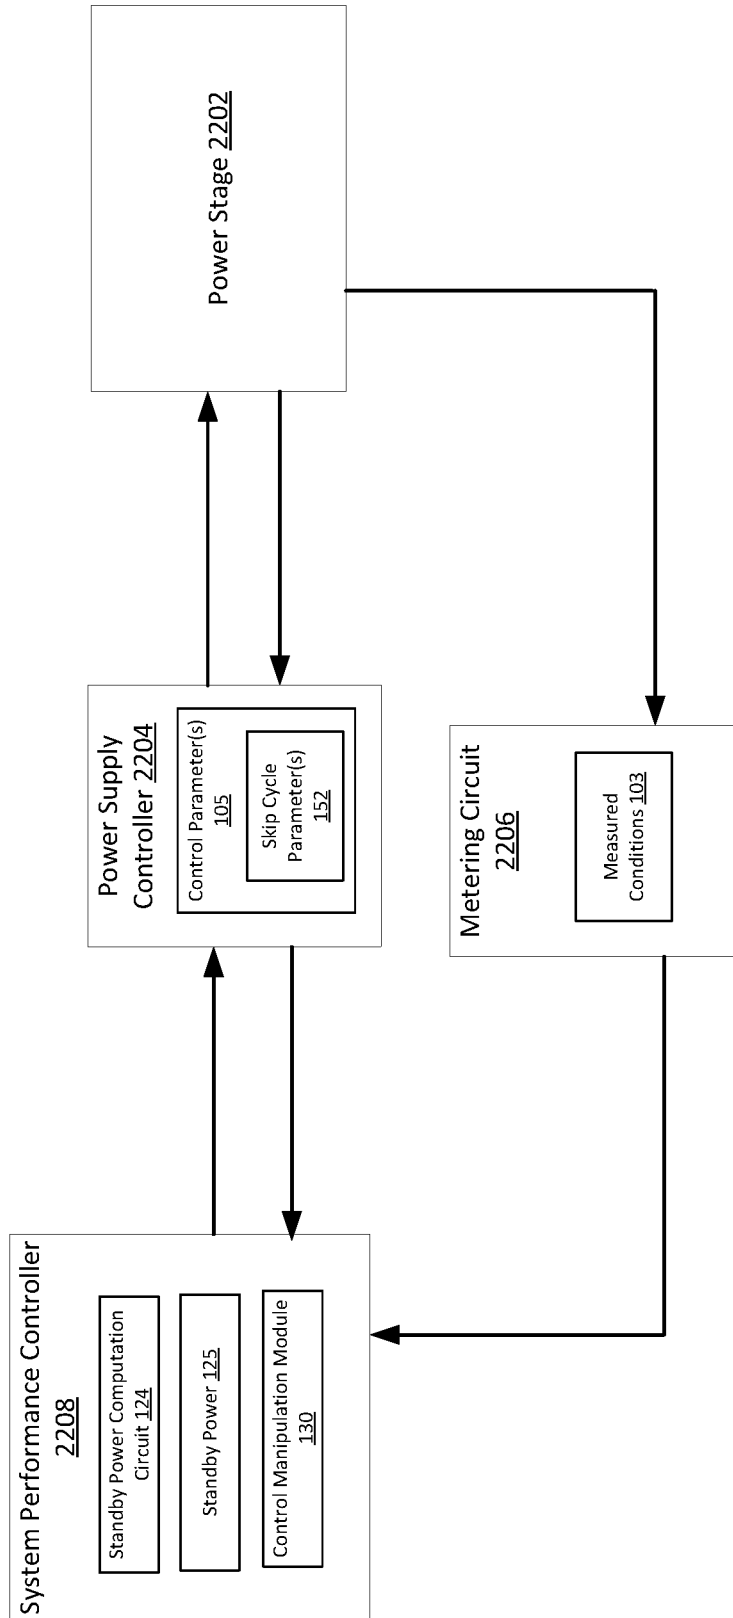 System Performance Controller
2208
Standby Power Computation
Circuit 124
Standby Power 125
Control Manipulation Module
130
Power Supply
Controller 2204
Control Parameter(s)
105
Skip Cycle
Parameter(s)
152
Power Stage 2202
Metering Circuit
2206
Measured
Conditions 103